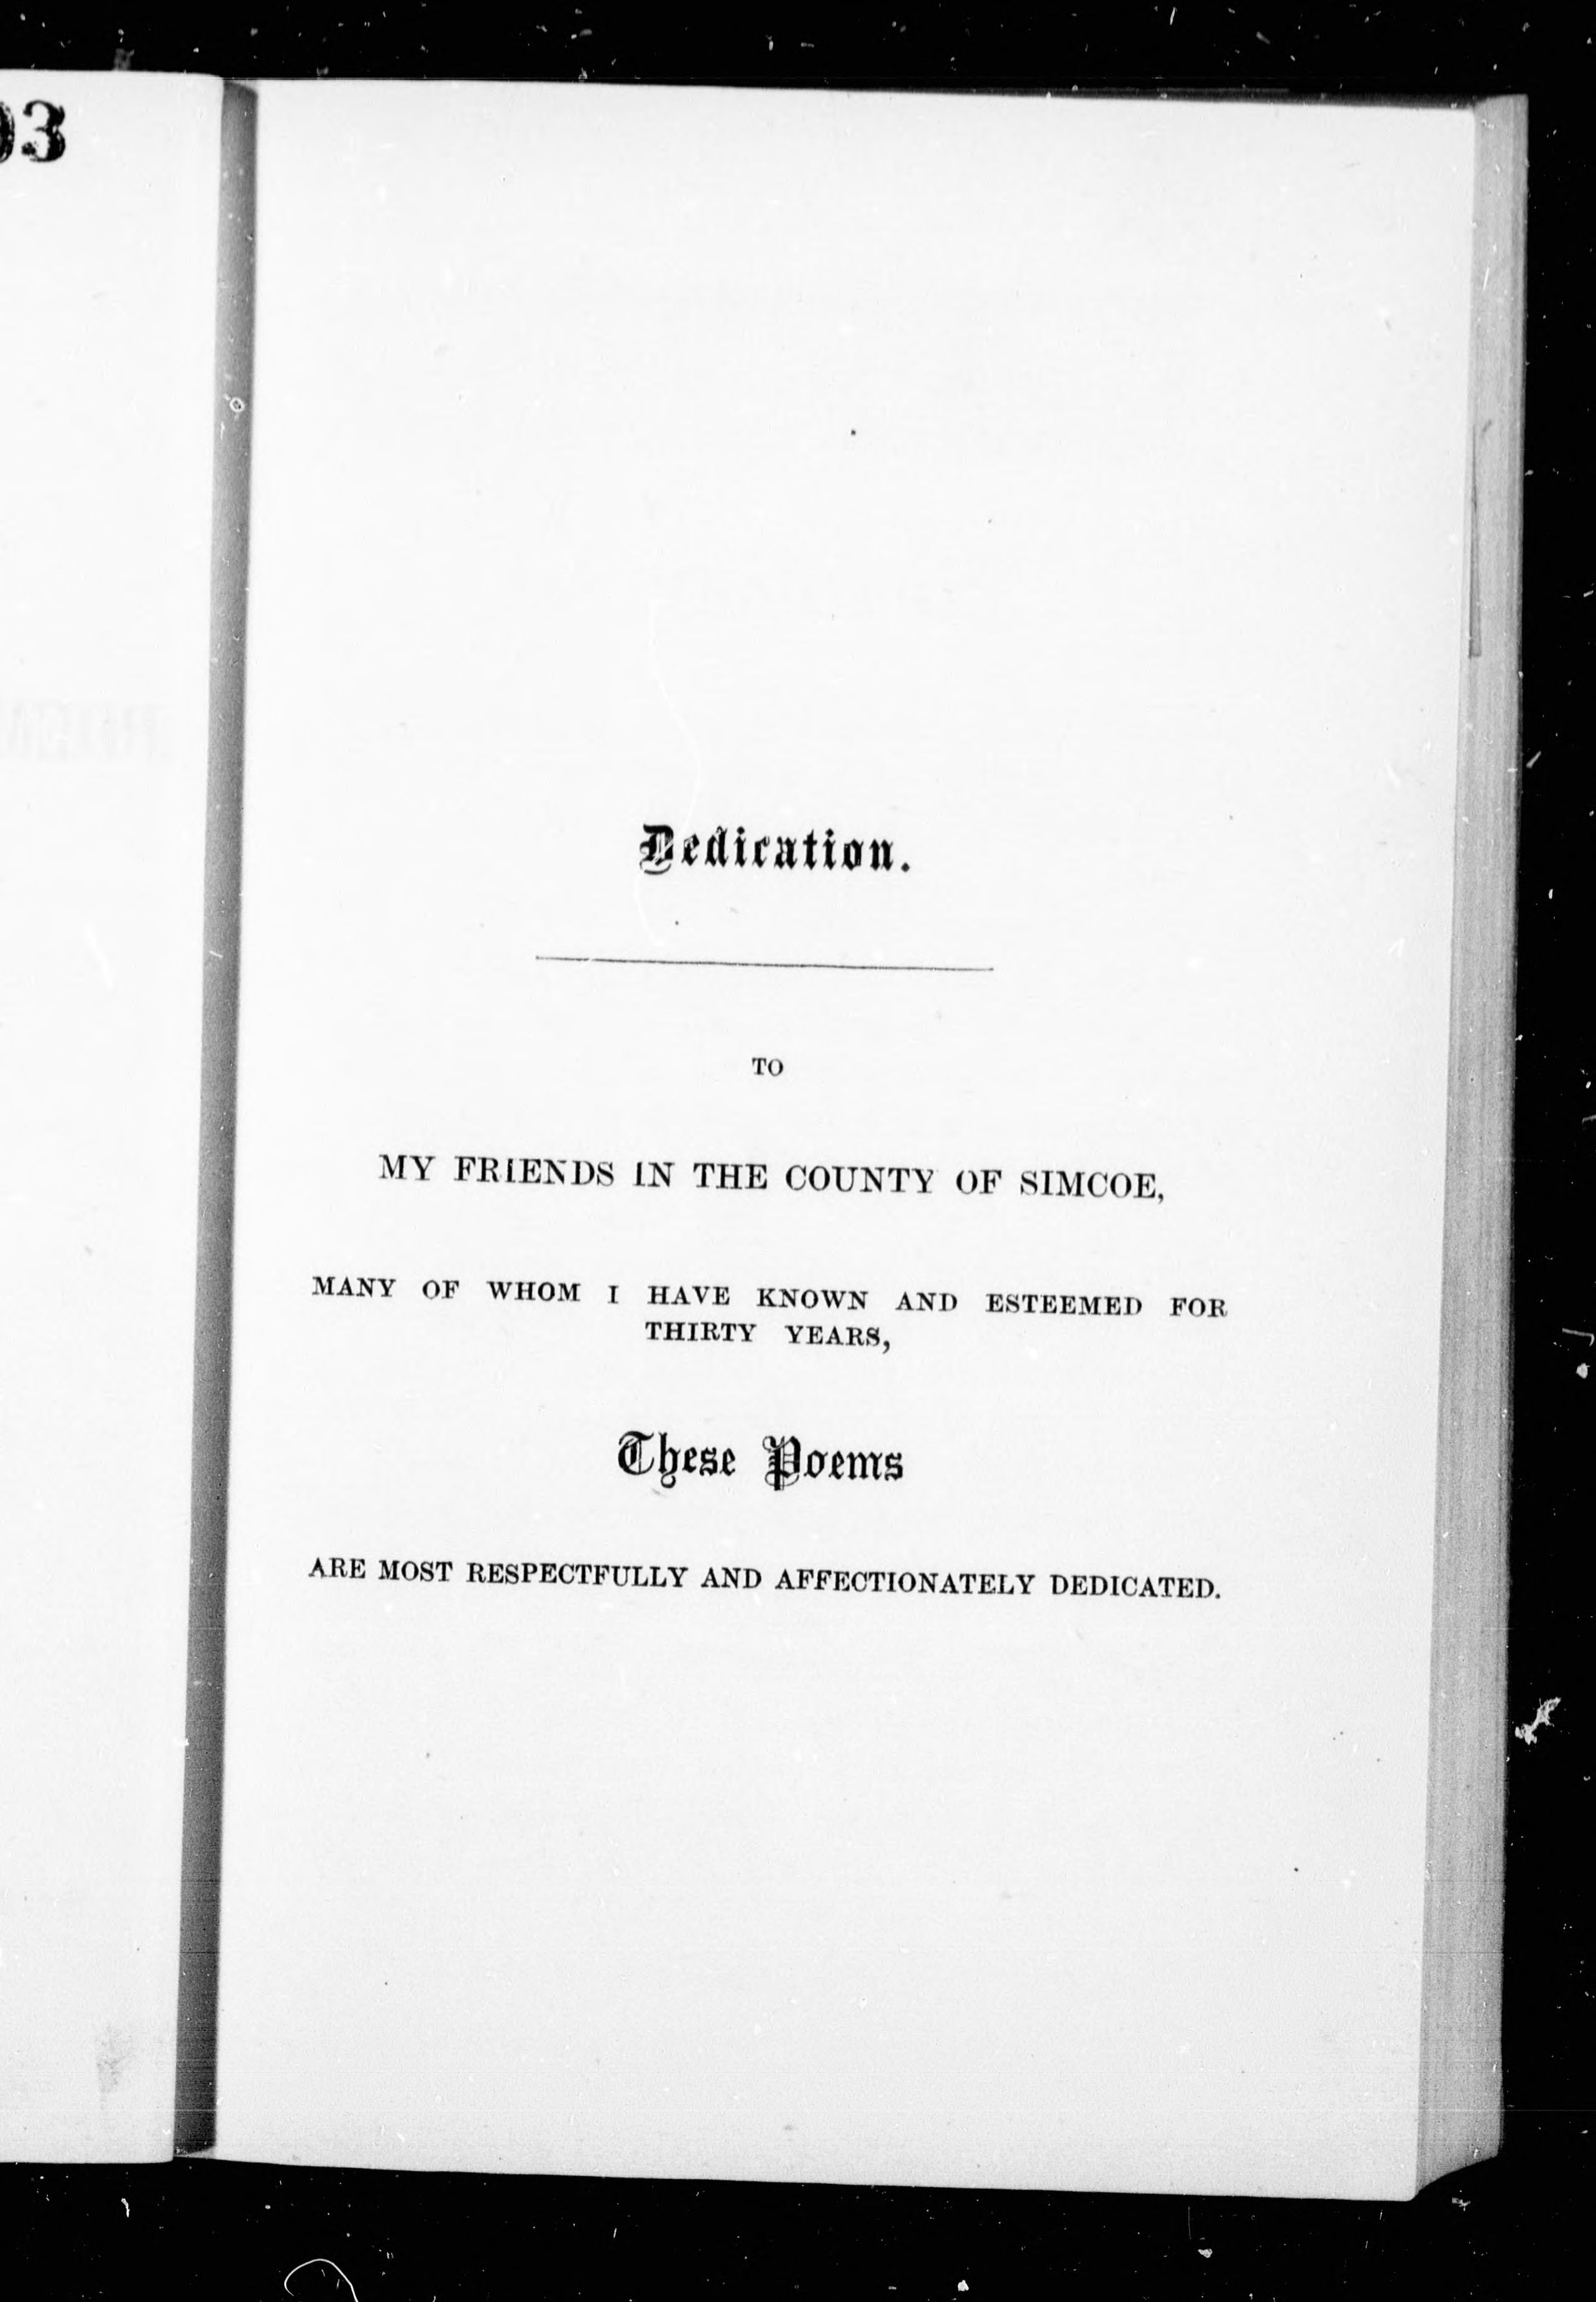 3
Dedication.
TO
MY FRIENDS IN THE COUNTY OF SIMCOE,
MANY OF WHOM I HAVE KNOWN AND ESTEEMED FOR
THIRTY YEARS,
These Poems
ARE MOST RESPECTFULLY AND AFFECTIONATELY DEDICATED.